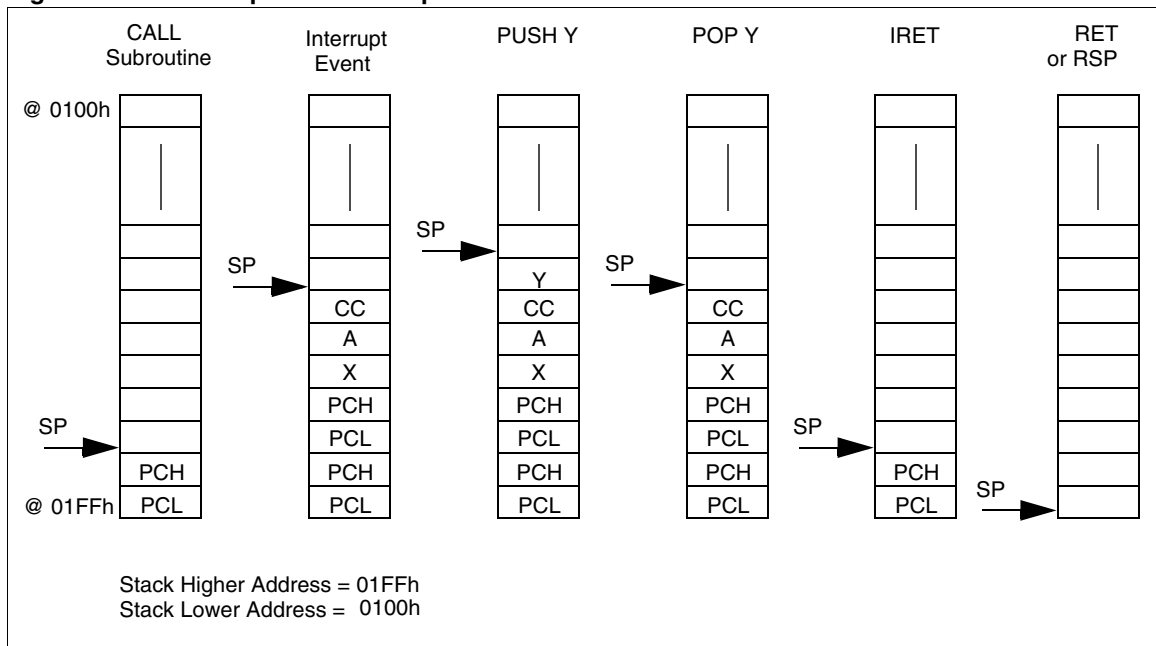 CALL
Subroutine
Interrupt
Event
PUSH Y
POP Y
IRET
RET
or RSP
@ 0100h
SP
PCH
@ 01FFh PCL
SP
CC
A
X
PCH
PCL
PCH
PCL
SP
Y
CC
A
X
PCH
PCL
PCH
PCL
SP
CC
A
X
PCH
PCL
PCH
PCL
SP
PCH
PCL
SP
Stack Higher Address = 01FFh
Stack Lower Address = 0100h